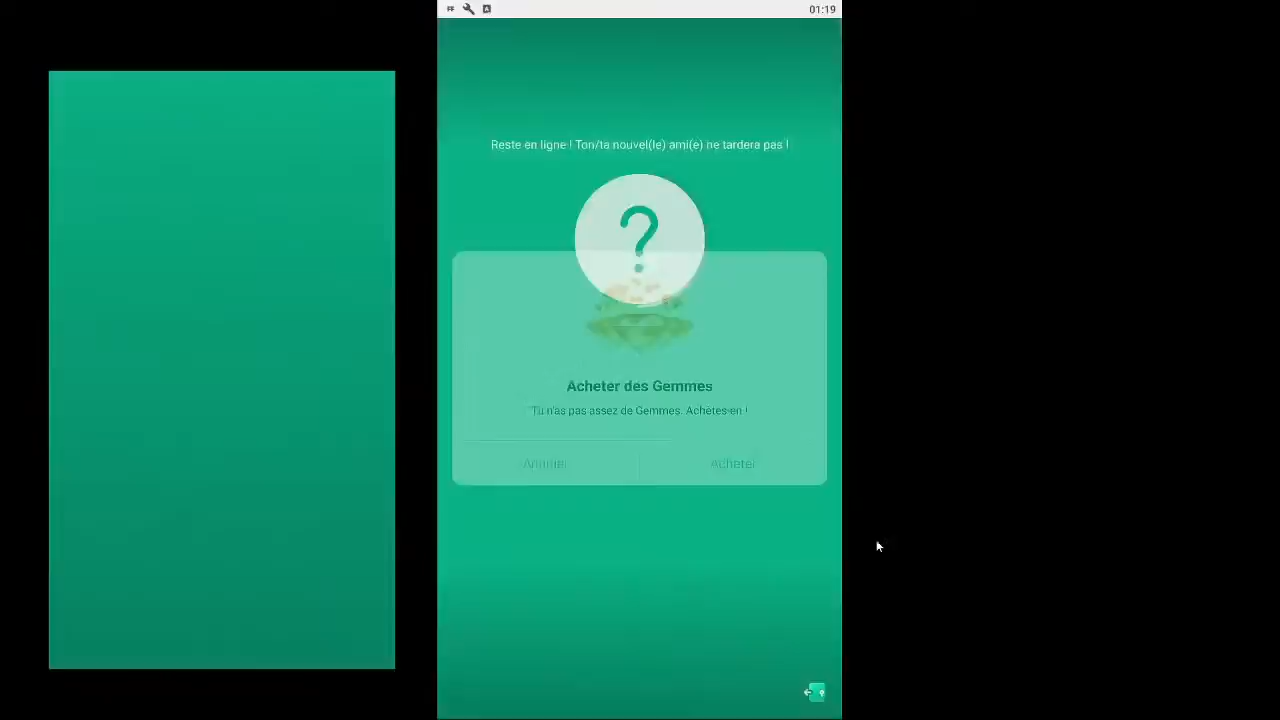 01:19
Reste en ligne ! Ton/ta nouvel(le) ami(e) ne tardera pas !
?
Acheter des Gemmes
Tu n'as pas assez de Gemmes. Achètes-en !
Annuler
Acheter